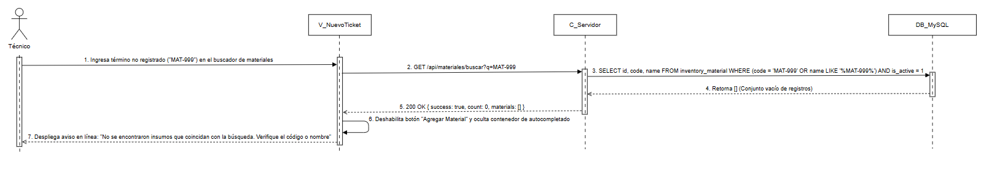 Técnico
V_NuevoTicket
C_Servidor
DB_MySQL
1. Ingresa término no registrado ("MAT-999") en el buscador de materiales
2. GET /api/materiales/buscar?q=MAT-999
3. SELECT id, code, name FROM inventory_material WHERE (code = 'MAT-999' OR name LIKE '%MAT-999%') AND is_active = 1
4. Retorna [] (Conjunto vacío de registros)
5. 200 OK { success: true, count: 0, materials: [] }
6. Deshabilita botón "Agregar Material" y oculta contenedor de autocompletado
7. Despliega aviso en línea: "No se encontraron insumos que coincidan con la búsqueda. Verifique el código o nombre"